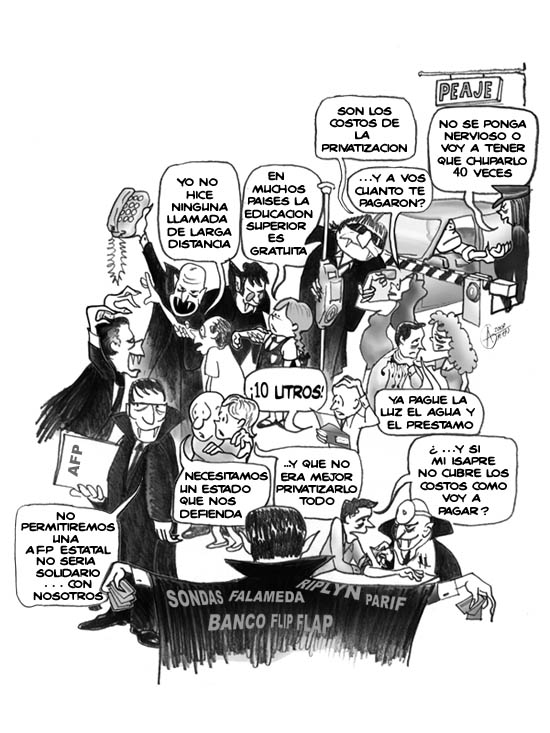 PEAJE
SON LOS
COSTOS DE
LA
PRIVATIZACION
NO SE PONGA
NERVIOSO O
VOY A TENER
QUE CHUPARLO
40 VECES
...Y A VOS
CUANTO TE
PAGARON?
YO NO
HICE
NINGUNA
LLAMADA
DE LARGA
DISTANCIA
EN
MUCHOS
PAISES LA
EDUCACION
SUPERIOR
ES
GRATUITA
¡10 LITROS!
YA PAGUE LA
LUZ EL AGUA Y
EL PRESTAMO
AFP
NECESITAMOS
UN ESTADO
QUE NOS
DEFIENDA
...Y QUE NO
ERA MEJOR
PRIVATIZARLO
TODO
¿ ...Y SI
MI ISAPRE
NO CUBRE LOS
COSTOS COMO
VOY A
PAGAR?
NO
PERMITIREMOS
UNA
AFP ESTATAL
NO SERIA
SOLIDARIO
... CON
NOSOTROS
SONDAS FALAMEDA RIPLYN PARIF
BANCO FLIP FLAP